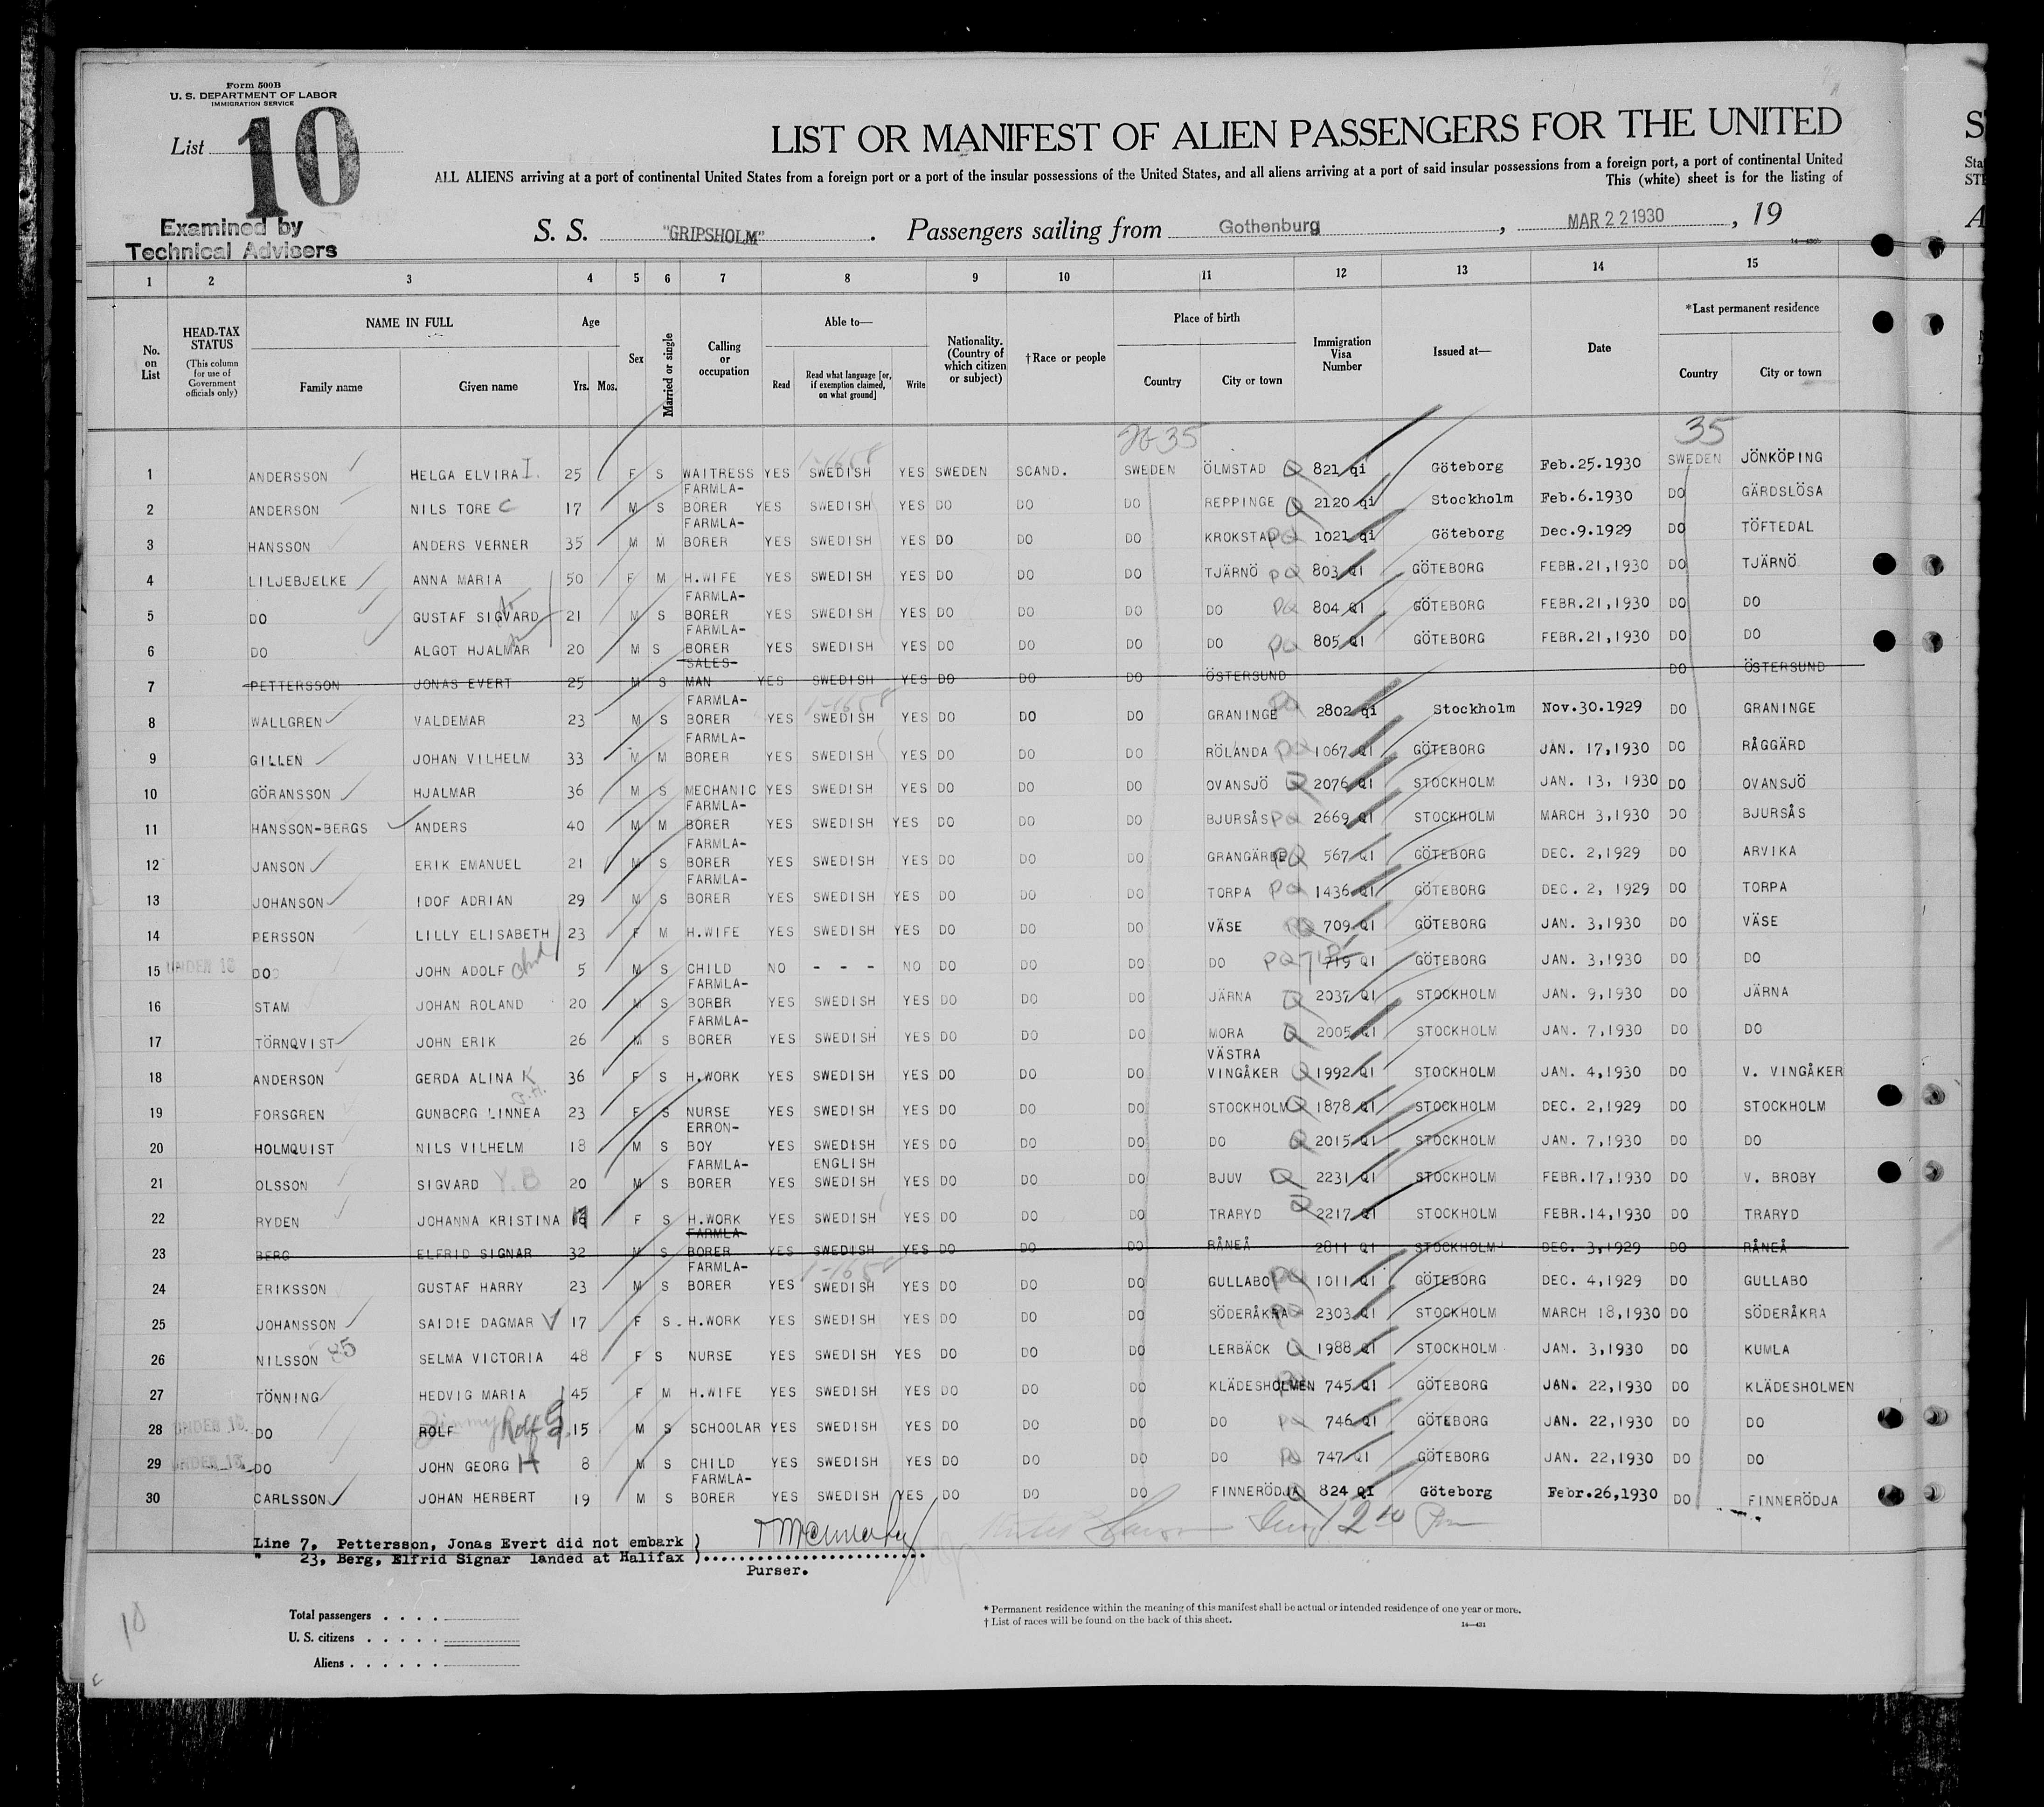 Form 500B
U. S. DEPARTMENT OF LABOR
IMMIGRATION SERVICE
List 10
Examined by
Technical Advisers
LIST OR MANIFEST OF ALIEN PASSENGERS FOR THE UNITED
ALL ALIENS arriving at a port of continental United States from a foreign port or a port of the insular possessions of the United States, and all aliens arriving at a port of said insular possessions from a foreign port, a port of continental United
This (white) sheet is for the listing of
S. S. "GRIPSHOLM" . Passengers sailing from Gothenburg , MAR 22 1930 , 19
1 2 3 4 5 6 7 8 9 10 11 12 13 14 15
No. on List
HEAD-TAX STATUS (This column for use of Government officials only)
NAME IN FULL Family name Given name
Age Yrs. Mos.
Sex
Married or single
Calling or occupation
Able to— Read Read what language [or, if exemption claimed, on what ground] Write
Nationality. (Country of which citizen or subject)
†Race or people
Place of birth Country City or town
Immigration Visa Number
Issued at—
Date
*Last permanent residence Country City or town
35 35
1 ANDERSSON HELGA ELVIRA I. 25 F S WAITRESS YES SWEDISH YES SWEDEN SCAND. SWEDEN ÖLMSTAD Q 821 qi Göteborg Feb.25.1930 SWEDEN JÖNKÖPING
2 ANDERSON NILS TORE C 17 M S FARMLA-BORER YES SWEDISH YES DO DO DO REPPINGE Q 2120 qi Stockholm Feb.6.1930 DO GÄRDSLÖSA
3 HANSSON ANDERS VERNER 35 M M FARMLA-BORER YES SWEDISH YES DO DO DO KROKSTAD PQ 1021 qi Göteborg Dec.9.1929 DO TÖFTEDAL
4 LILJEBJELKE ANNA MARIA 50 F M H.WIFE YES SWEDISH YES DO DO DO TJÄRNÖ PQ 803 QI GÖTEBORG FEBR.21,1930 DO TJÄRNÖ
5 DO GUSTAF SIGVARD 21 M S FARMLA-BORER YES SWEDISH YES DO DO DO DO PQ 804 QI GÖTEBORG FEBR.21,1930 DO DO
6 DO ALGOT HJALMAR 20 M S FARMLA-BORER YES SWEDISH YES DO DO DO DO PQ 805 QI GÖTEBORG FEBR.21,1930 DO DO
7 PETTERSSON JONAS EVERT 25 M S SALES-MAN YES SWEDISH YES DO DO DO ÖSTERSUND DO ÖSTERSUND
8 WALLGREN VALDEMAR 23 M S FARMLA-BORER YES SWEDISH YES DO DO DO GRANINGE PQ 2802 qi Stockholm Nov.30.1929 DO GRANINGE
9 GILLEN JOHAN VILHELM 33 M M FARMLA-BORER YES SWEDISH YES DO DO DO RÖLANDA PQ 1067 QI GÖTEBORG JAN. 17,1930 DO RÅGGÄRD
10 GÖRANSSON HJALMAR 36 M S MECHANIC YES SWEDISH YES DO DO DO OVANSJÖ Q 2076 QI STOCKHOLM JAN. 13, 1930 DO OVANSJÖ
11 HANSSON-BERGS ANDERS 40 M M FARMLA-BORER YES SWEDISH YES DO DO DO BJURSÅS PQ 2669 QI STOCKHOLM MARCH 3,1930 DO BJURSÅS
12 JANSON ERIK EMANUEL 21 M S FARMLA-BORER YES SWEDISH YES DO DO DO GRANGÄRDE PQ 567 QI GÖTEBORG DEC. 2,1929 DO ARVIKA
13 JOHANSON IDOF ADRIAN 29 M S FARMLA-BORER YES SWEDISH YES DO DO DO TORPA PQ 1436 QI GÖTEBORG DEC. 2, 1929 DO TORPA
14 PERSSON LILLY ELISABETH 23 F M H.WIFE YES SWEDISH YES DO DO DO VÄSE PQ 709 QI GÖTEBORG JAN. 3,1930 DO VÄSE
15 UNDER 16 DO JOHN ADOLF chd 5 M S CHILD NO - - - NO DO DO DO DO PQ 719 QI GÖTEBORG JAN. 3,1930 DO DO
16 STAM JOHAN ROLAND 20 M S FARMLA-BORBR YES SWEDISH YES DO DO DO JÄRNA Q 2037 QI STOCKHOLM JAN. 9,1930 DO JÄRNA
17 TÖRNQVIST JOHN ERIK 26 M S FARMLA-BORER YES SWEDISH YES DO DO DO MORA Q 2005 QI STOCKHOLM JAN. 7,1930 DO DO
18 ANDERSON GERDA ALINA K 36 F S H.WORK YES SWEDISH YES DO DO DO VÄSTRA VINGÅKER Q 1992 QI STOCKHOLM JAN. 4,1930 DO V. VINGÅKER
19 FORSGREN GUNBORG LINNEA 23 F S NURSE YES SWEDISH YES DO DO DO STOCKHOLM Q 1878 QI STOCKHOLM DEC. 2,1929 DO STOCKHOLM
20 HOLMQUIST NILS VILHELM 18 M S ERRON-BOY YES SWEDISH YES DO DO DO DO Q 2015 QI STOCKHOLM JAN. 7,1930 DO DO
21 OLSSON SIGVARD Y.B 20 M S FARMLA-BORER YES ENGLISH SWEDISH YES DO DO DO BJUV Q 2231 QI STOCKHOLM FEBR.17,1930 DO V. BROBY
22 RYDEN JOHANNA KRISTINA F S H.WORK YES SWEDISH YES DO DO DO TRARYD Q 2217 QI STOCKHOLM FEBR.14,1930 DO TRARYD
23 BERG ELFRID SIGNAR 32 M S FARMLA-BORER YES SWEDISH YES DO DO DO RÅNEÅ 2811 QI STOCKHOLM DEC. 3,1929 DO RÅNEÅ
24 ERIKSSON GUSTAF HARRY 23 M S FARMLA-BORER YES SWEDISH YES DO DO DO GULLABO PQ 1011 QI GÖTEBORG DEC. 4,1929 DO GULLABO
25 JOHANSSON SAIDIE DAGMAR V 17 F S. H.WORK YES SWEDISH YES DO DO DO SÖDERÅKRA PQ 2303 QI STOCKHOLM MARCH 18,1930 DO SÖDERÅKRA
26 NILSSON SELMA VICTORIA 48 F S NURSE YES SWEDISH YES DO DO DO LERBÄCK Q 1988 QI STOCKHOLM JAN. 3,1930 DO KUMLA
27 TÖNNING HEDVIG MARIA 45 F M H.WIFE YES SWEDISH YES DO DO DO KLÄDESHOLMEN 745 QI GÖTEBORG JAN. 22,1930 DO KLÄDESHOLMEN
28 UNDER 16. DO ROLF Rolf G. 15 M S SCHOOLAR YES SWEDISH YES DO DO DO DO PQ 746 QI GÖTEBORG JAN. 22,1930 DO DO
29 UNDER 16 DO JOHN GEORG H 8 M S CHILD YES SWEDISH YES DO DO DO DO PQ 747 QI GÖTEBORG JAN. 22,1930 DO DO
30 CARLSSON JOHAN HERBERT 19 M S FARMLA-BORER YES SWEDISH YES DO DO DO FINNERÖDJA Q 824 QI Göteborg Febr.26,1930 DO FINNERÖDJA
Line 7, Pettersson, Jonas Evert did not embark )
" 23, Berg, Elfrid Signar landed at Halifax )
Purser.
Total passengers . . . .
U. S. citizens . . . . .
Aliens . . . . . .
* Permanent residence within the meaning of this manifest shall be actual or intended residence of one year or more.
† List of races will be found on the back of this sheet.
14—431
10